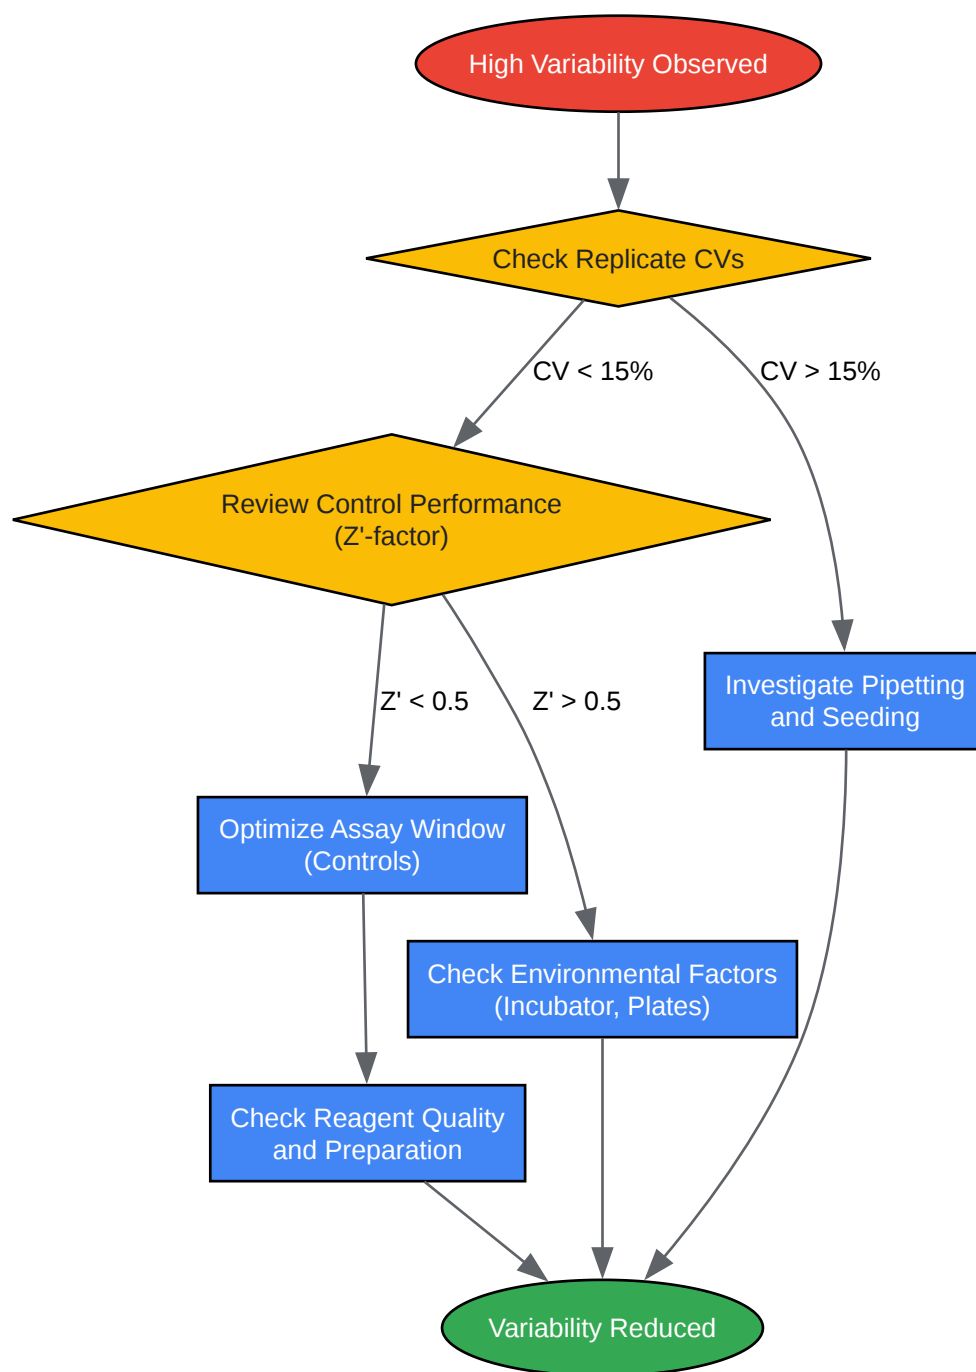 High Variability Observed
Check Replicate CVs
CV < 15%
CV > 15%
Review Control Performance
(Z'-factor)
Investigate Pipetting
and Seeding
Z' < 0.5
Z' > 0.5
Optimize Assay Window
(Controls)
Check Environmental Factors
(Incubator, Plates)
Check Reagent Quality
and Preparation
Variability Reduced